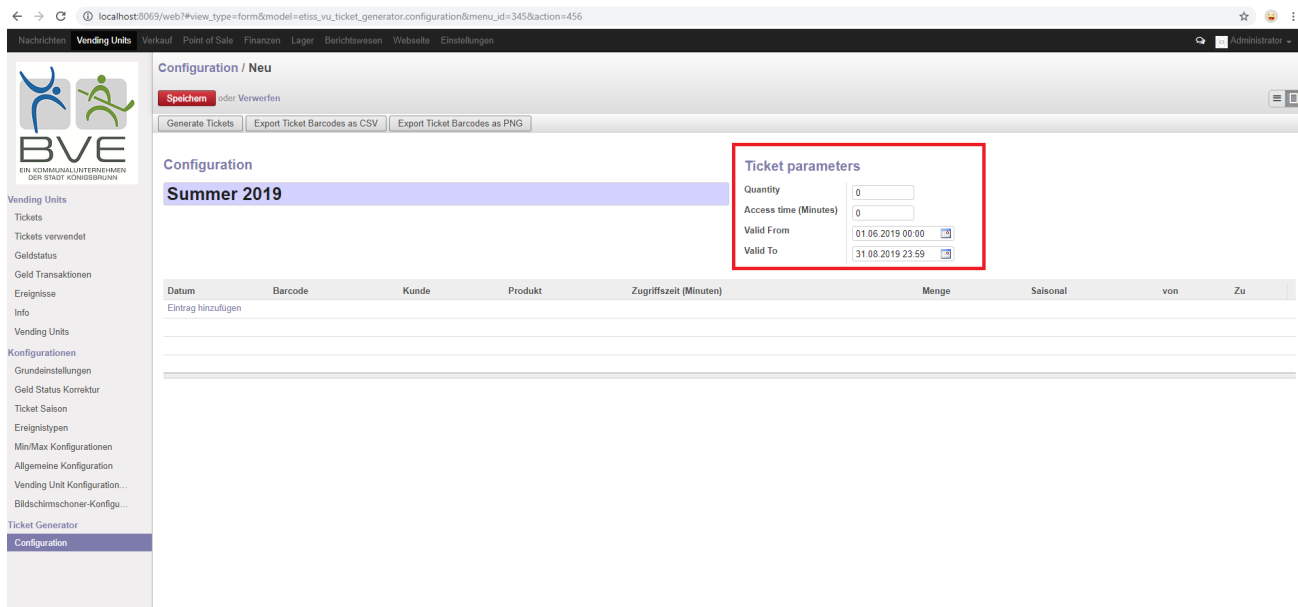 localhost:8069/web?#view_type=form&model=etiss_vu_ticket_generator.configuration&menu_id=345&action=456
Nachrichten Vending Units Verkauf Point of Sale Finanzen Lager Berichtswesen Webseite Einstellungen Administrator
BVE
EIN KOMMUNALUNTERNEHMEN
DER STADT KÖNIGSBRUNN
Vending Units
Tickets
Tickets verwendet
Geldstatus
Geld Transaktionen
Ereignisse
Info
Vending Units
Konfigurationen
Grundeinstellungen
Geld Status Korrektur
Ticket Saison
Ereignistypen
Min/Max Konfigurationen
Allgemeine Konfiguration
Vending Unit Konfiguration...
Bildschirmschoner-Konfigu...
Ticket Generator
Configuration
Configuration / Neu
Speichern oder Verwerfen
Generate Tickets Export Ticket Barcodes as CSV Export Ticket Barcodes as PNG
Configuration
Summer 2019
Ticket parameters
Quantity 0
Access time (Minutes) 0
Valid From 01.06.2019 00:00
Valid To 31.08.2019 23:59
Datum Barcode Kunde Produkt Zugriffszeit (Minuten) Menge Saisonal von Zu
Eintrag hinzufügen